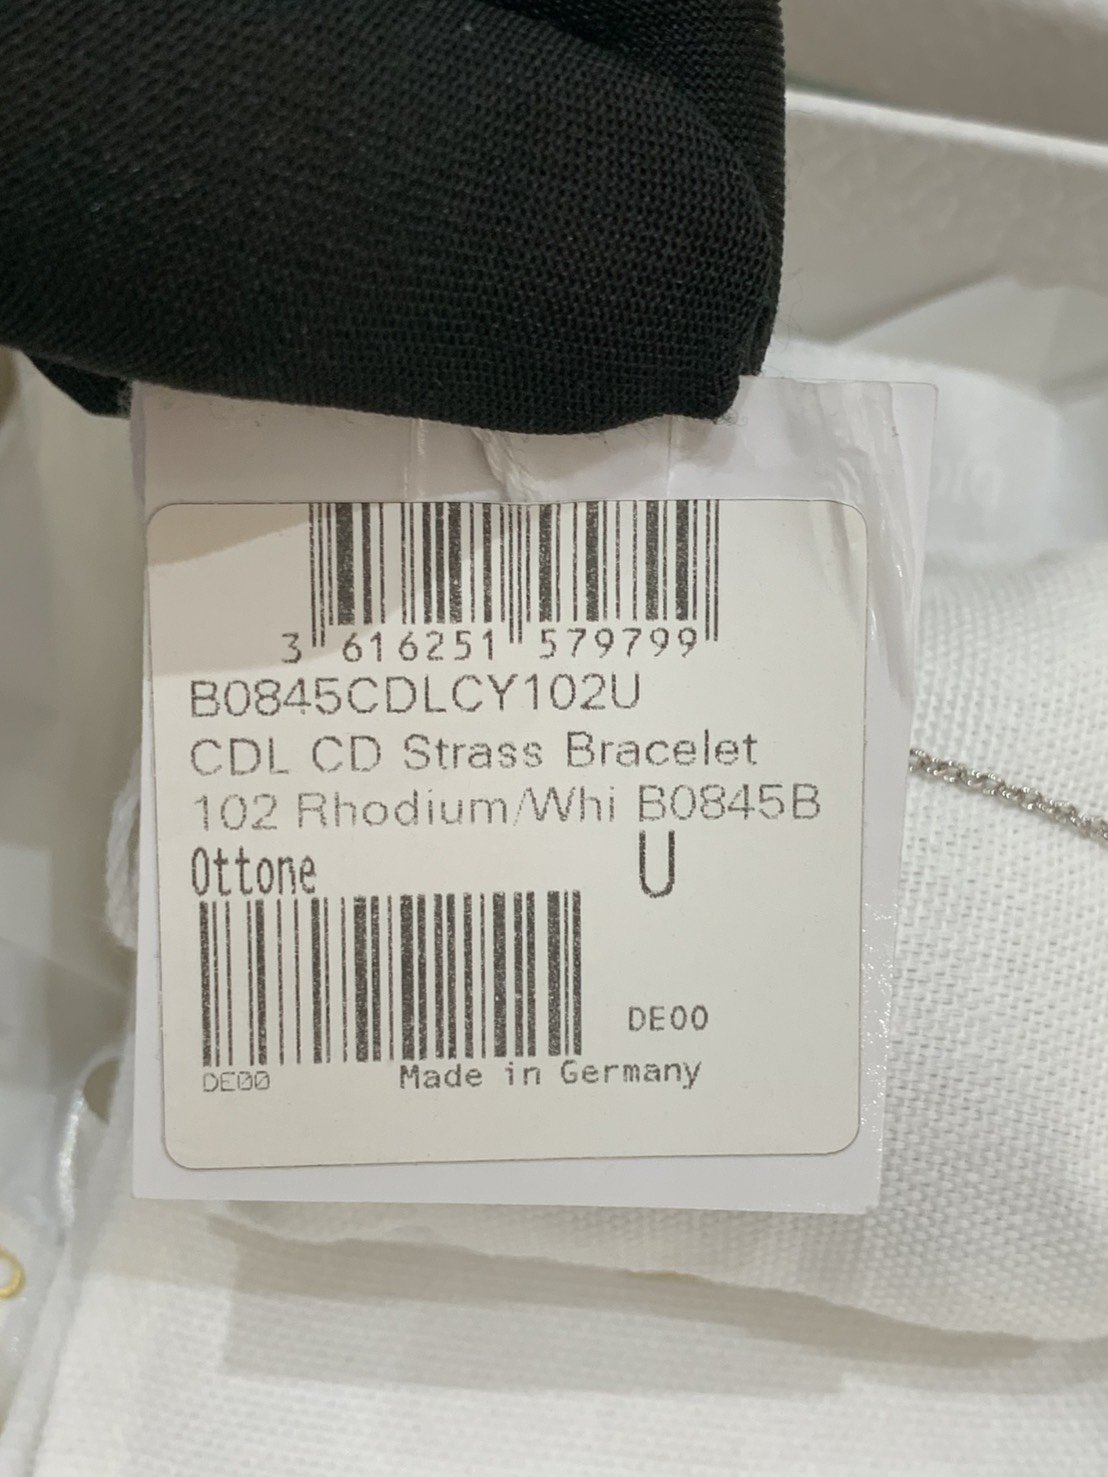 3 616251 579799
B0845CDLCY102U
CDL CD Strass Bracelet
102 Rhodium/Whi B0845B
Ottone U
DE00
DE00 Made in Germany